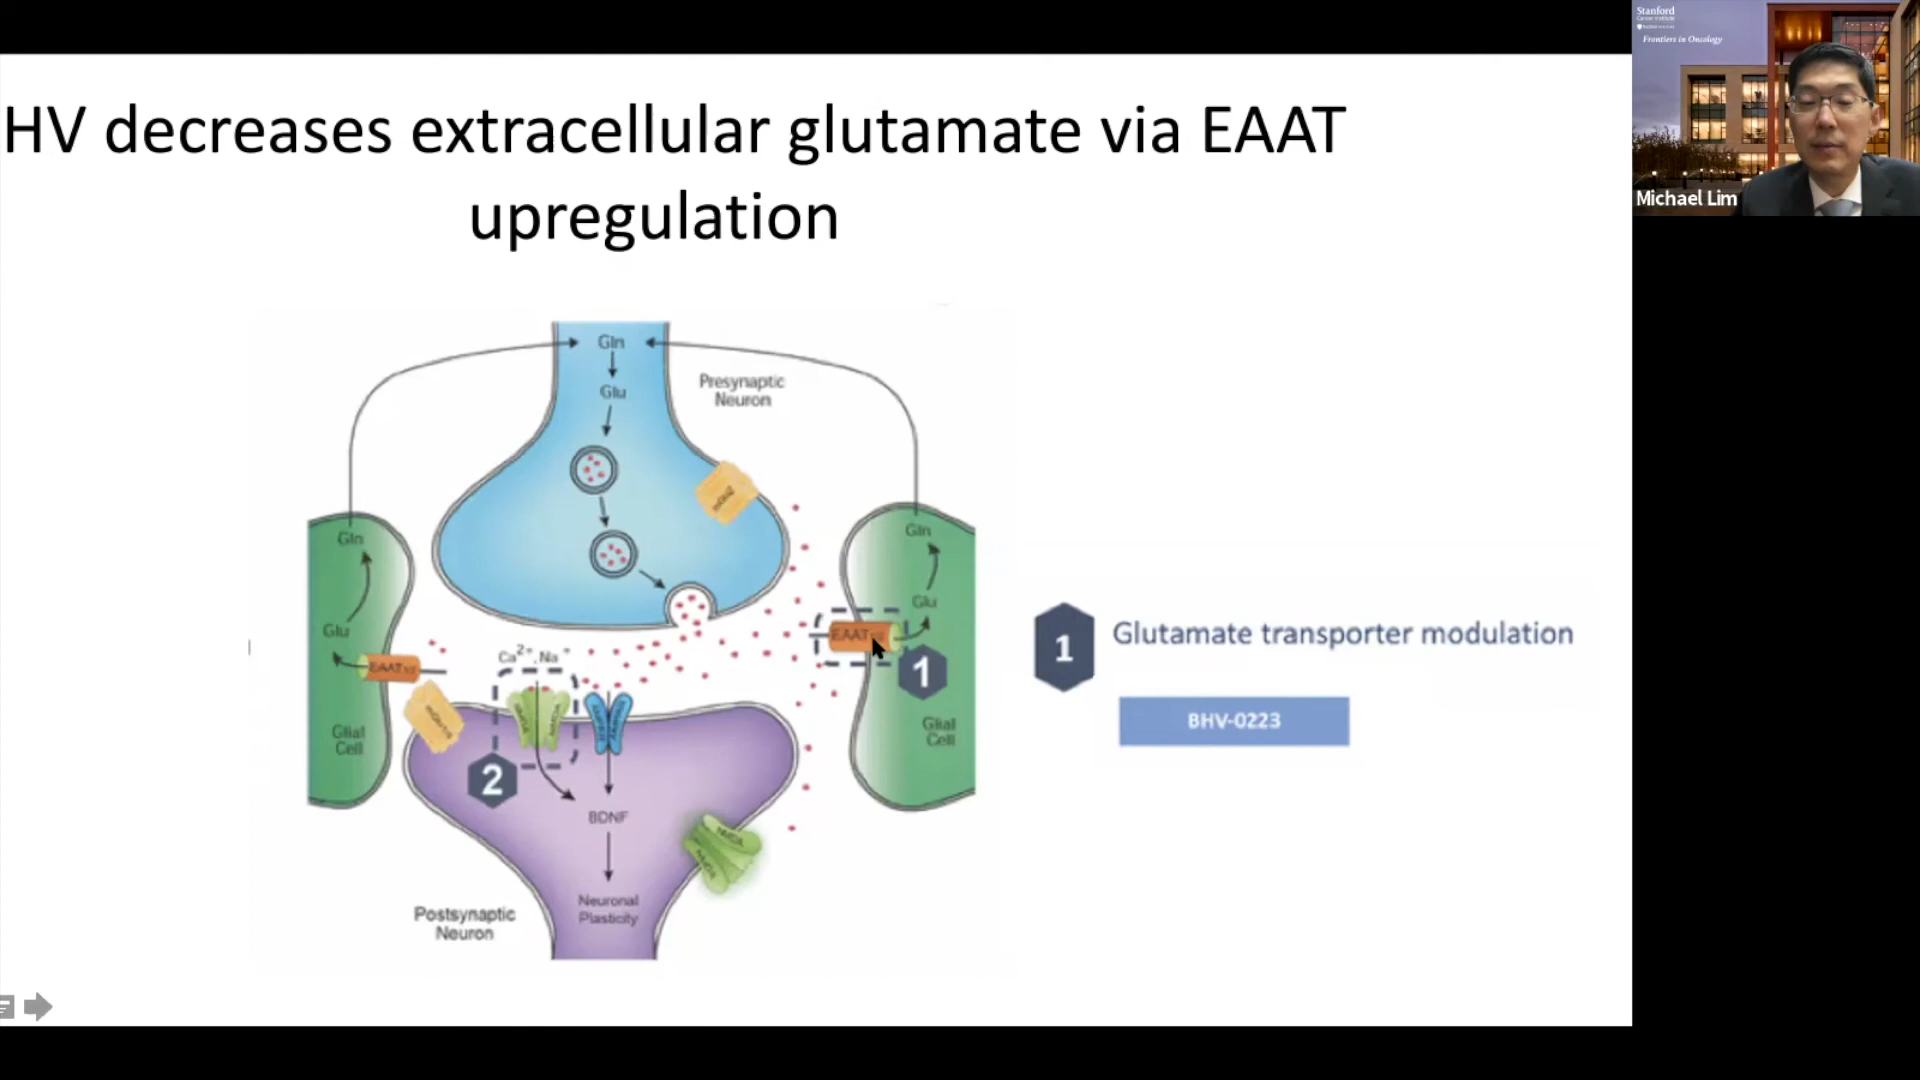 HV decreases extracellular glutamate via EAAT
upregulation
Stanford
Frontiers in Oncology
Michael Lim
Gln
Glu
Presynaptic
Neuron
Gln
Glu
EAAT
Glial
Cell
Ca2+, Na+
NMDA
2
BDNF
Neuronal
Plasticity
NMDA
Postsynaptic
Neuron
Gln
Glu
EAAT
1
Glial
Cell
1
Glutamate transporter modulation
BHV-0223